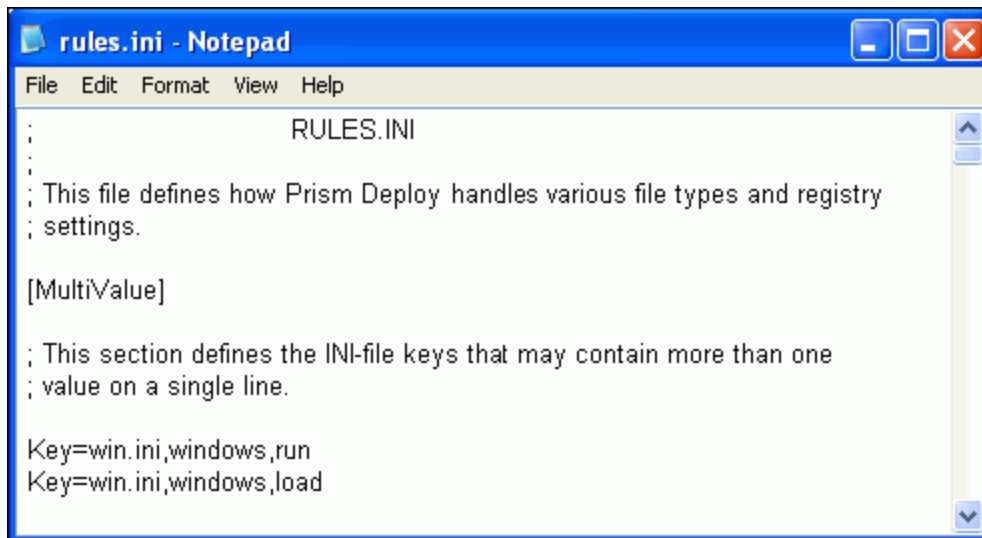 rules.ini - Notepad
File Edit Format View Help
; RULES.INI
;
; This file defines how Prism Deploy handles various file types and registry
; settings.
[MultiValue]
; This section defines the INI-file keys that may contain more than one
; value on a single line.
Key=win.ini,windows,run
Key=win.ini,windows,load